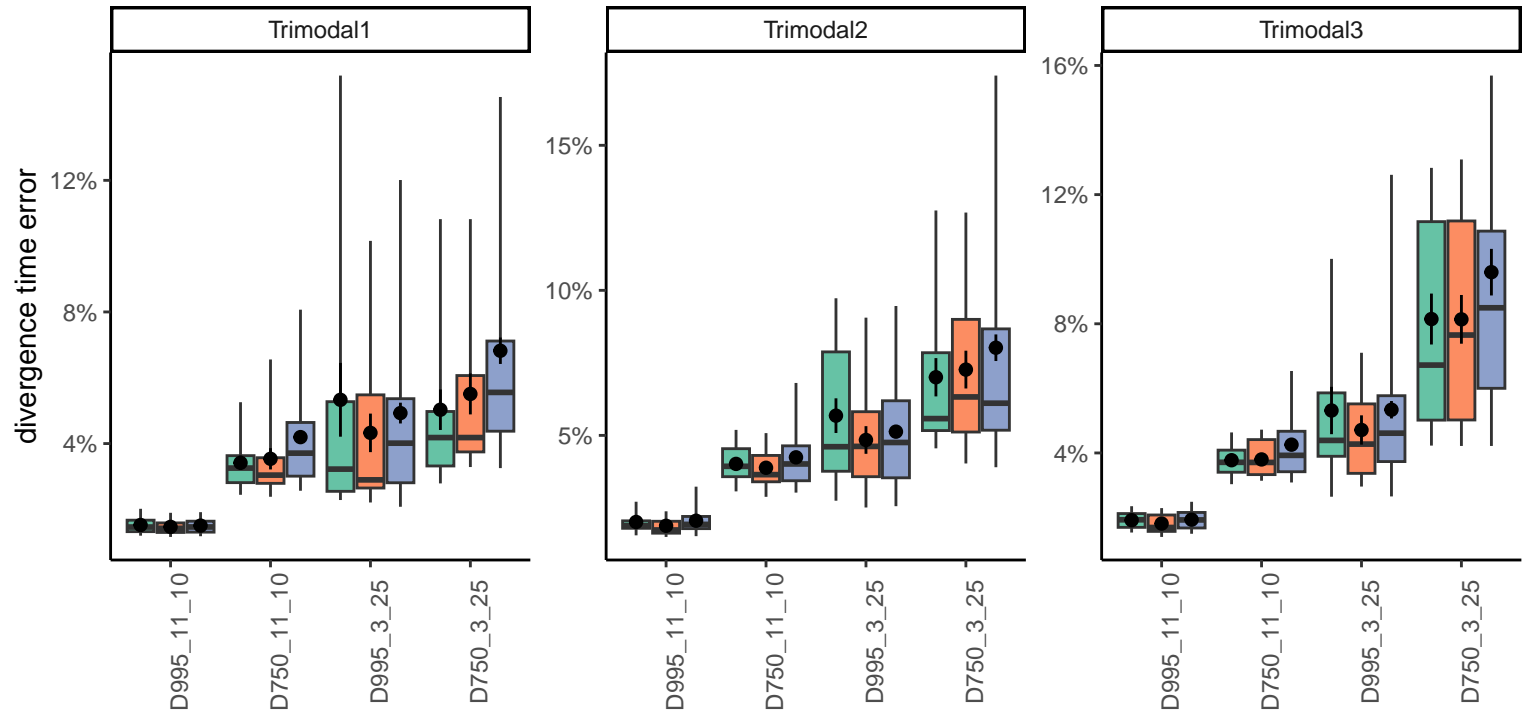 Trimodal1
Trimodal2
Trimodal3
divergence time error
12%
8%
4%
15%
10%
5%
16%
12%
8%
4%
D995_11_10
D750_11_10
D995_3_25
D750_3_25
D995_11_10
D750_11_10
D995_3_25
D750_3_25
D995_11_10
D750_11_10
D995_3_25
D750_3_25